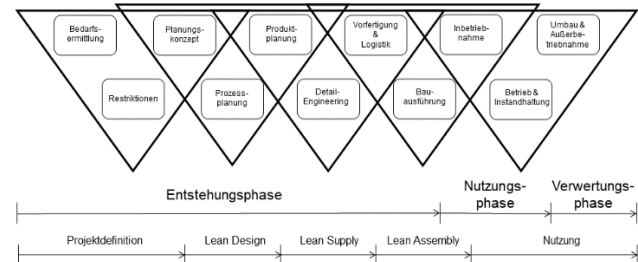 Bedarfs-
ermittlung
Planungs-
konzept
Produkt-
planung
Vorfertigung
&
Logistik
Inbetrieb-
nahme
Umbau &
Außerbe-
triebnahme
Restriktionen
Prozess-
planung
Detail-
Engineering
Bau-
ausführung
Betrieb &
Instandhaltung
Entstehungsphase
Nutzungs-
phase
Verwertungs-
phase
Projektdefinition
Lean Design
Lean Supply
Lean Assembly
Nutzung